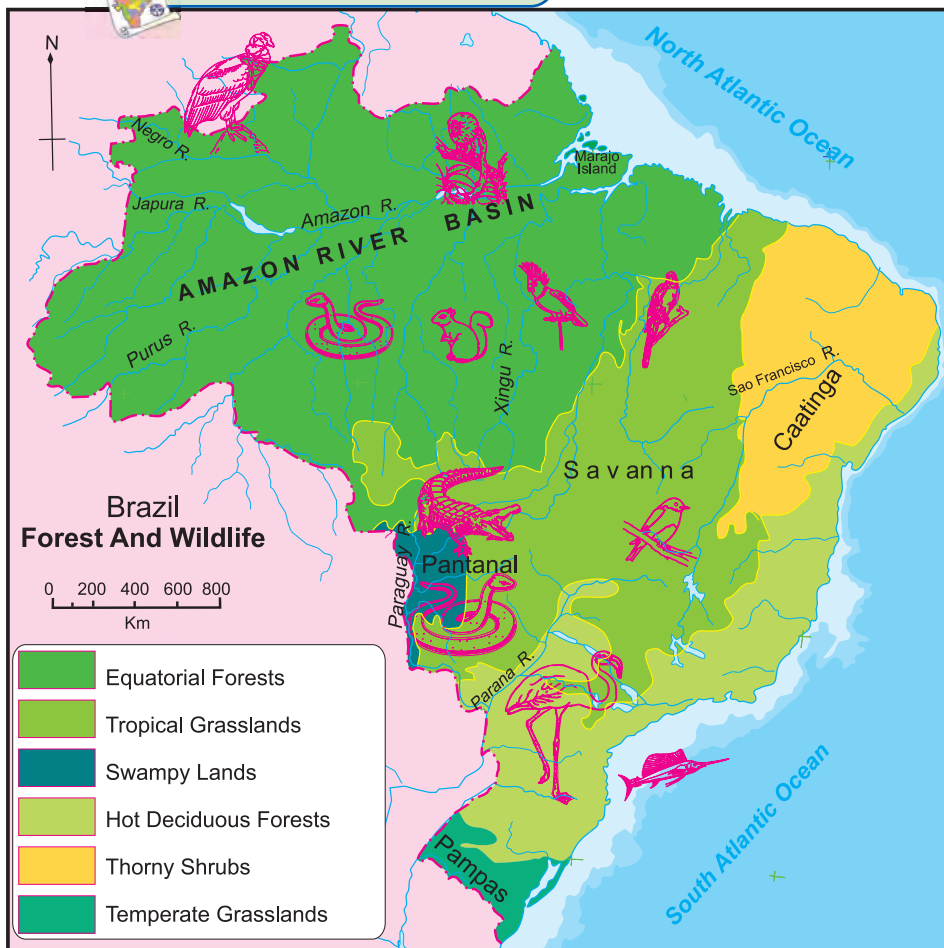 N
North Atlantic Ocean
Negro R.
Marajo
Island
Japura R.
Amazon R.
AMAZON RIVER BASIN
Purus R.
Xingu R.
Sao Francisco R.
Caatinga
Savanna
Brazil
Forest And Wildlife
0 200 400 600 800
Km
Paraguay R.
Pantanal
Parana R.
Pampas
South Atlantic Ocean
Equatorial Forests
Tropical Grasslands
Swampy Lands
Hot Deciduous Forests
Thorny Shrubs
Temperate Grasslands